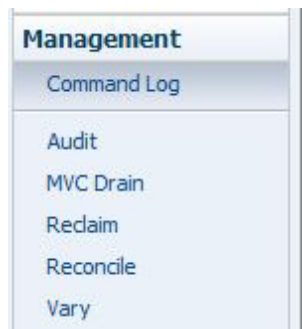 Management
Command Log
Audit
MVC Drain
Reclaim
Reconcile
Vary